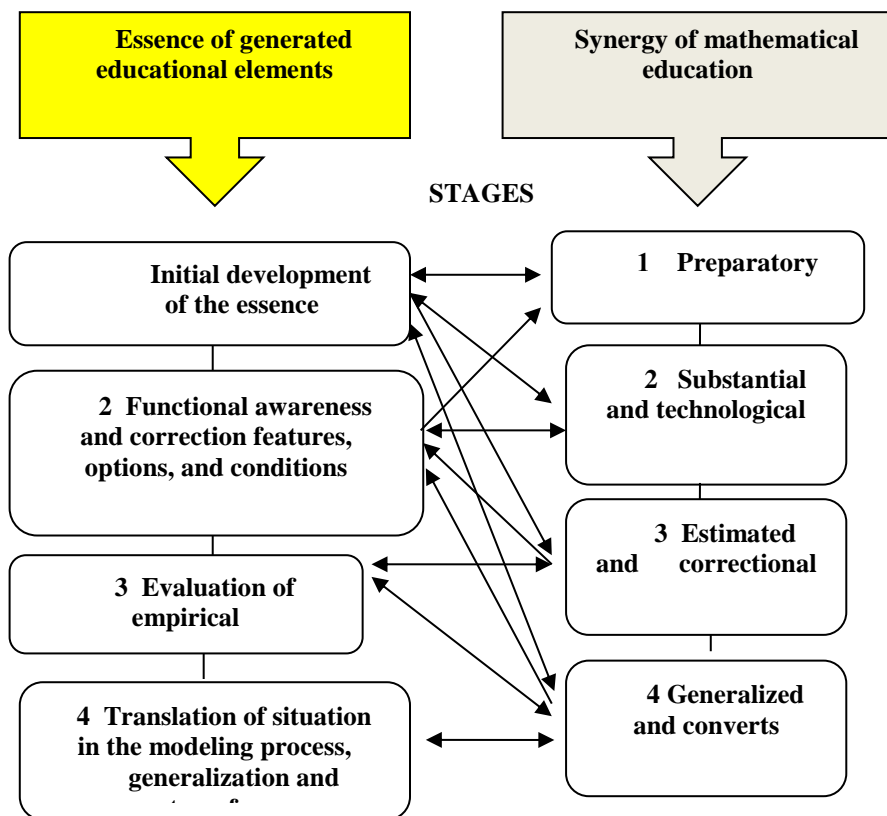 Essence of generated
educational elements
Synergy of mathematical
education
STAGES
Initial development
of the essence
1 Preparatory
2 Functional awareness
and correction features,
options, and conditions
2 Substantial
and technological
3 Evaluation of
empirical
3 Estimated
and correctional
4 Translation of situation
in the modeling process,
generalization and
4 Generalized
and converts